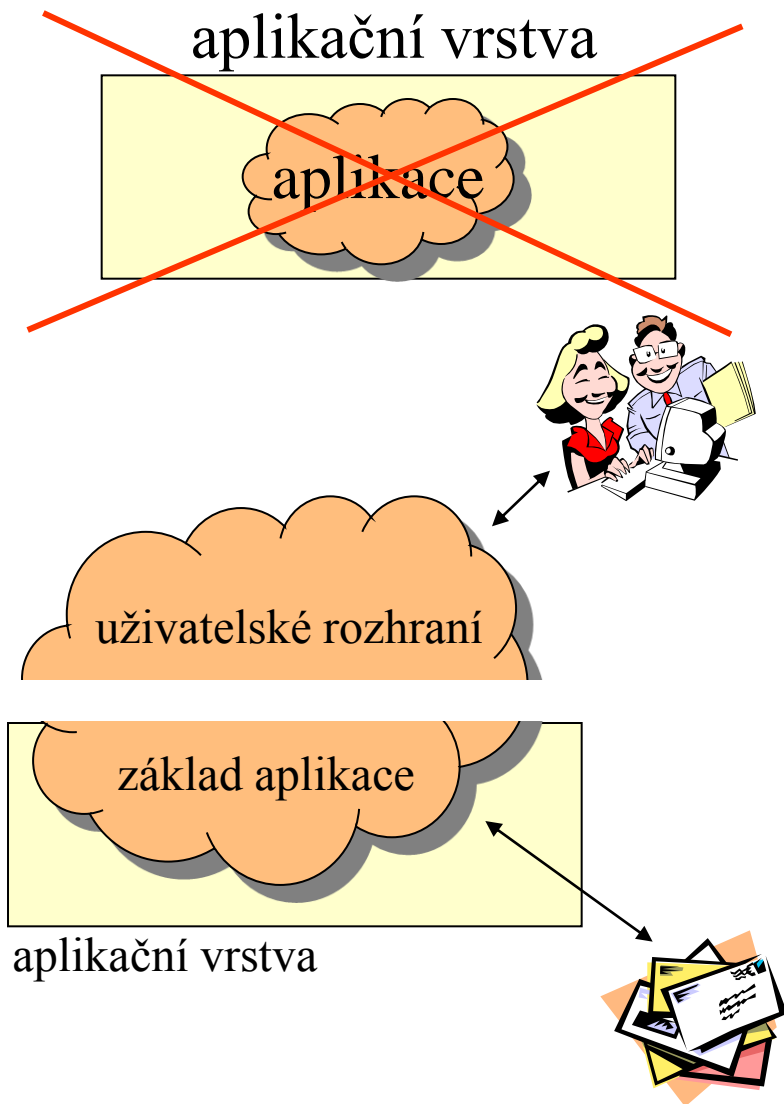 aplikační vrstva
aplikace
uživatelské rozhraní
základ aplikace
aplikační vrstva